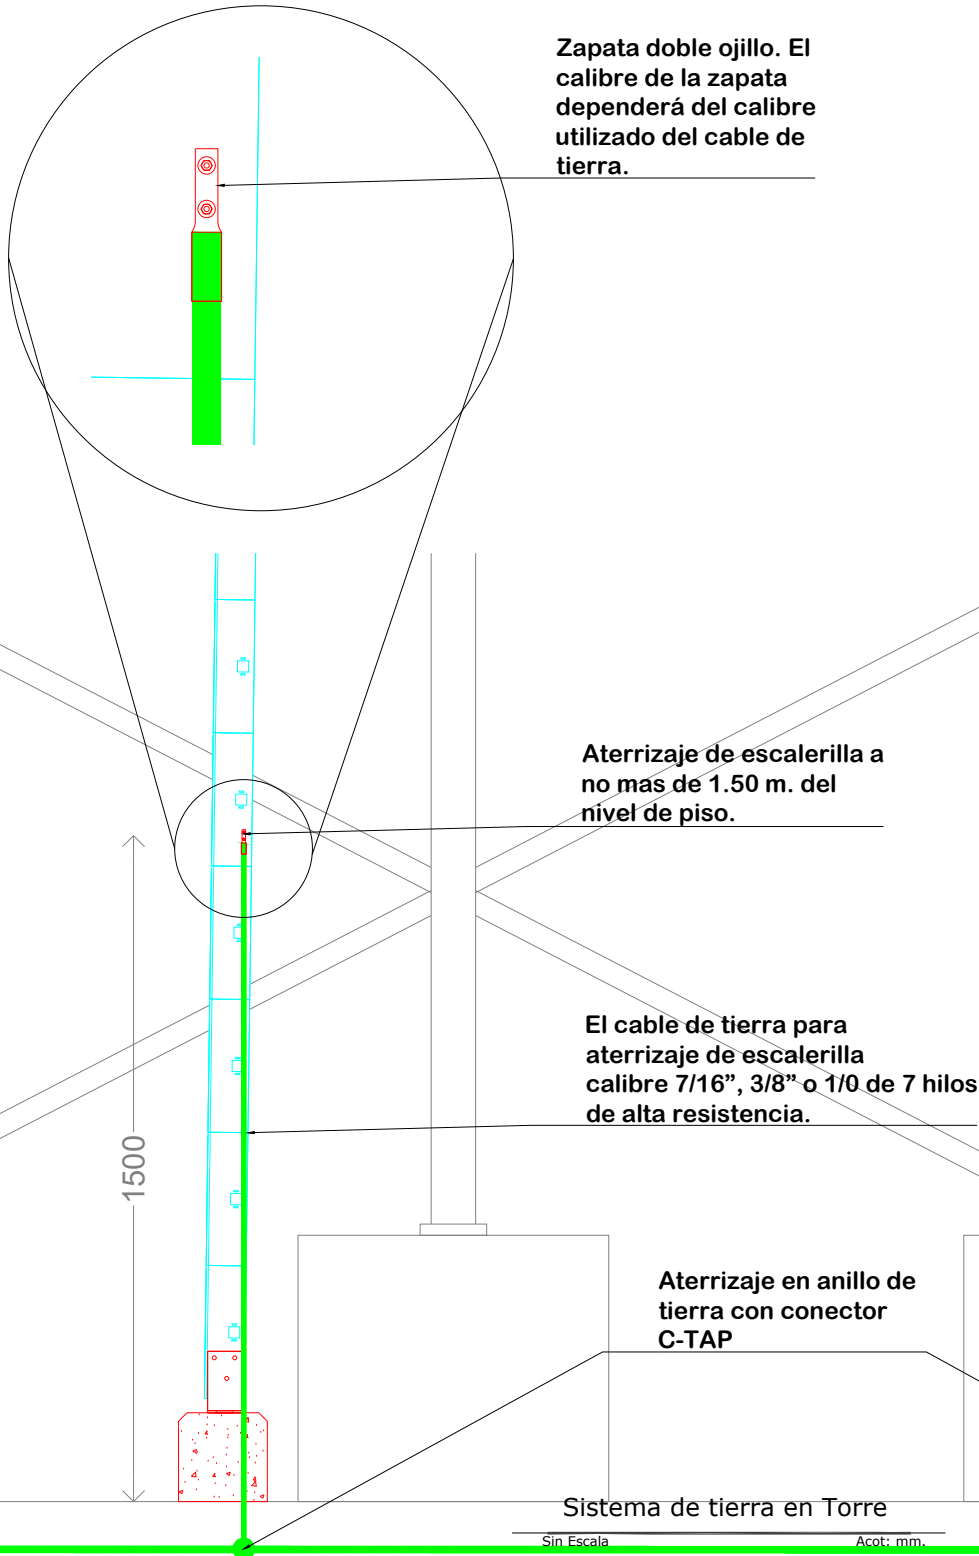 Zapata doble ojillo. El
calibre de la zapata
dependerá del calibre
utilizado del cable de
tierra.
Aterrizaje de escalerilla a
no mas de 1.50 m. del
nivel de piso.
El cable de tierra para
aterrizaje de escalerilla
calibre 7/16”, 3/8” o 1/0 de 7 hilos
de alta resistencia.
1500
Aterrizaje en anillo de
tierra con conector
C-TAP
Sistema de tierra en Torre
Sin Escala Acot: mm.